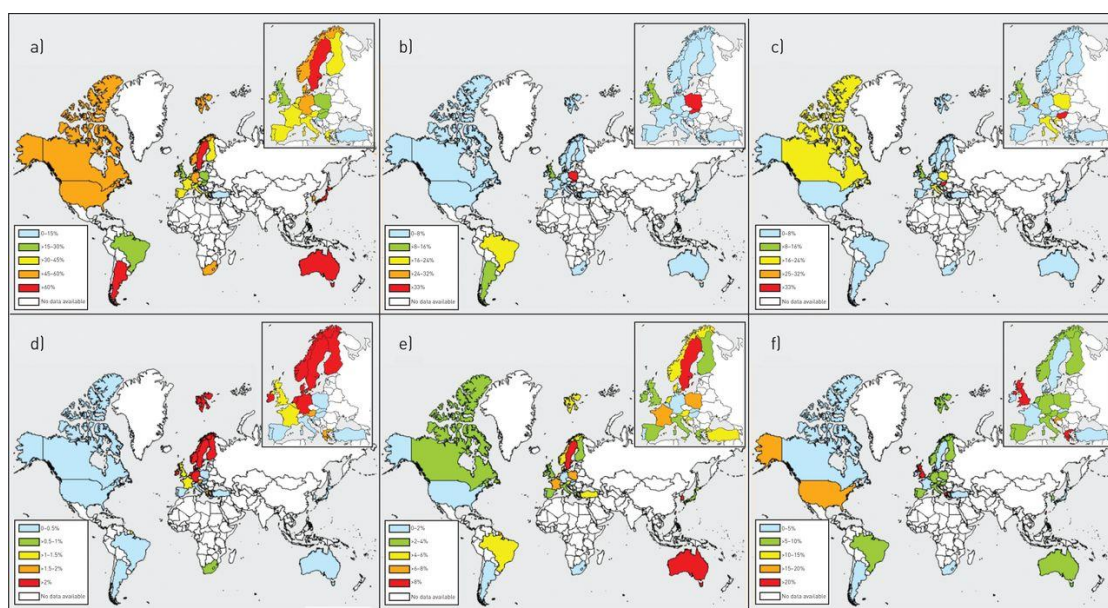 a)
0–15%
>15–30%
>30–45%
>45–60%
>60%
No data available
b)
0–8%
>8–16%
>16–24%
>24–32%
>33%
No data available
c)
0–8%
>8–16%
>16–24%
>25–32%
>33%
No data available
d)
0–0.5%
>0.5–1%
>1–1.5%
>1.5–2%
>2%
No data available
e)
0–2%
>2–4%
>4–6%
>6–8%
>8%
No data available
f)
0–5%
>5–10%
>10–15%
>15–20%
>20%
No data available